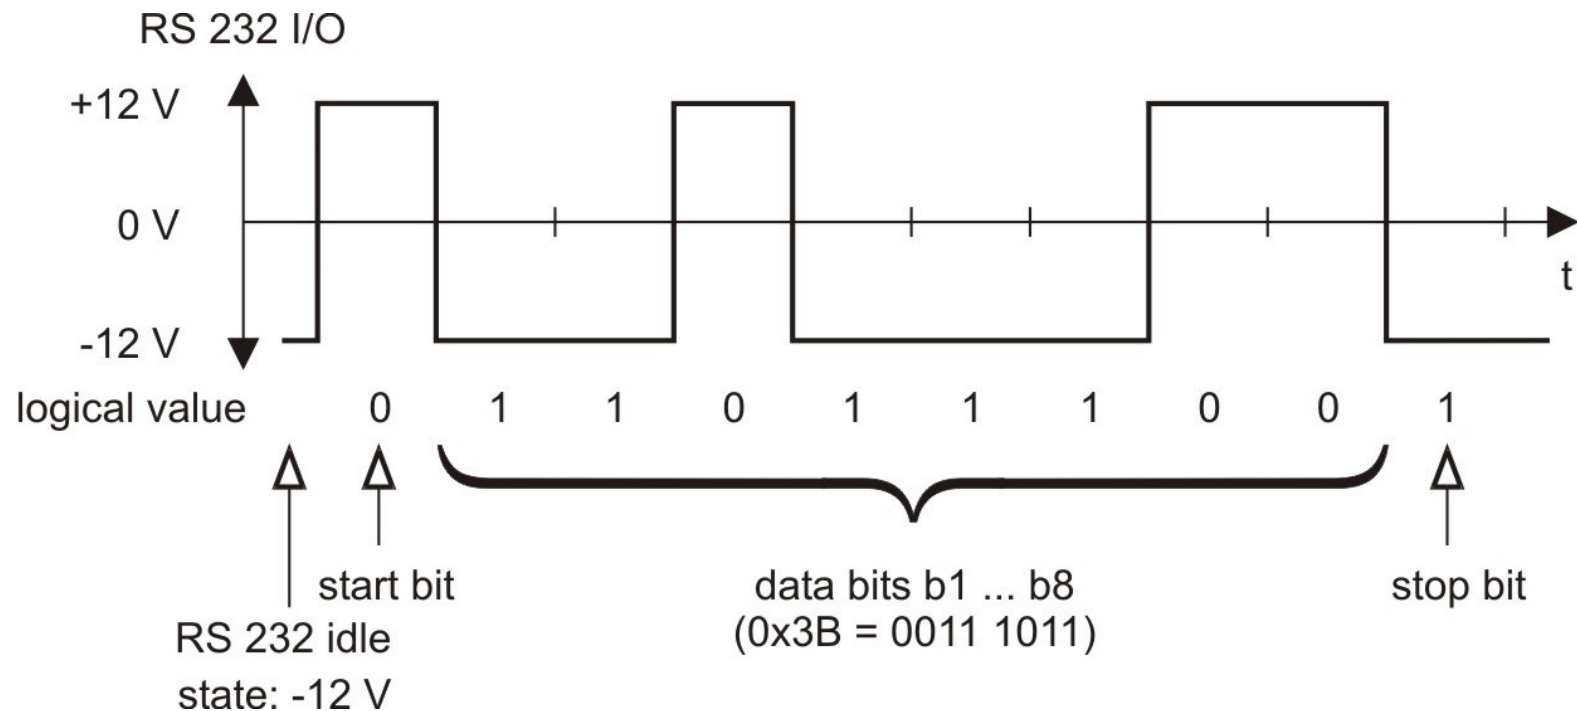 RS 232 I/O
+12 V
0 V
t
-12 V
logical value 0 1 1 0 1 1 1 0 0 1
start bit
data bits b1 ... b8
(0x3B = 0011 1011)
stop bit
RS 232 idle
state: -12 V